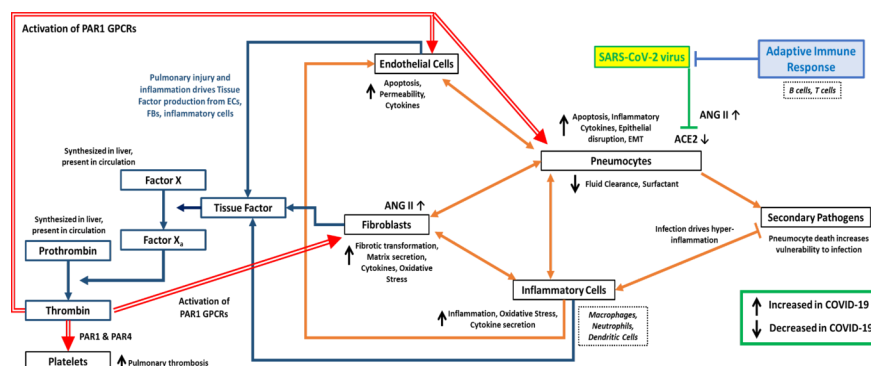 Activation of PAR1 GPCRs
Endothelial Cells
Apoptosis,
Permeability,
Cytokines
Pulmonary injury and
inflammation drives Tissue
Factor production from ECs,
FBs, inflammatory cells
SARS-CoV-2 virus
Adaptive Immune
Response
B cells, T cells
ANG II ↑
ACE2 ↓
Apoptosis, Inflammatory
Cytokines, Epithelial
disruption, EMT
Pneumocytes
Fluid Clearance, Surfactant
Synthesized in liver,
present in circulation
Factor X
Tissue Factor
ANG II ↑
Fibroblasts
Fibrotic transformation,
Matrix secretion,
Cytokines, Oxidative
Stress
Synthesized in liver,
present in circulation
Prothrombin
Factor Xa
Thrombin
Activation of
PAR1 GPCRs
PAR1 & PAR4
Platelets
Pulmonary thrombosis
Secondary Pathogens
Pneumocyte death increases
vulnerability to infection
Infection drives hyper-
inflammation
Inflammatory Cells
Inflammation, Oxidative Stress,
Cytokine secretion
Macrophages,
Neutrophils,
Dendritic Cells
↑ Increased in COVID-19
↓ Decreased in COVID-19